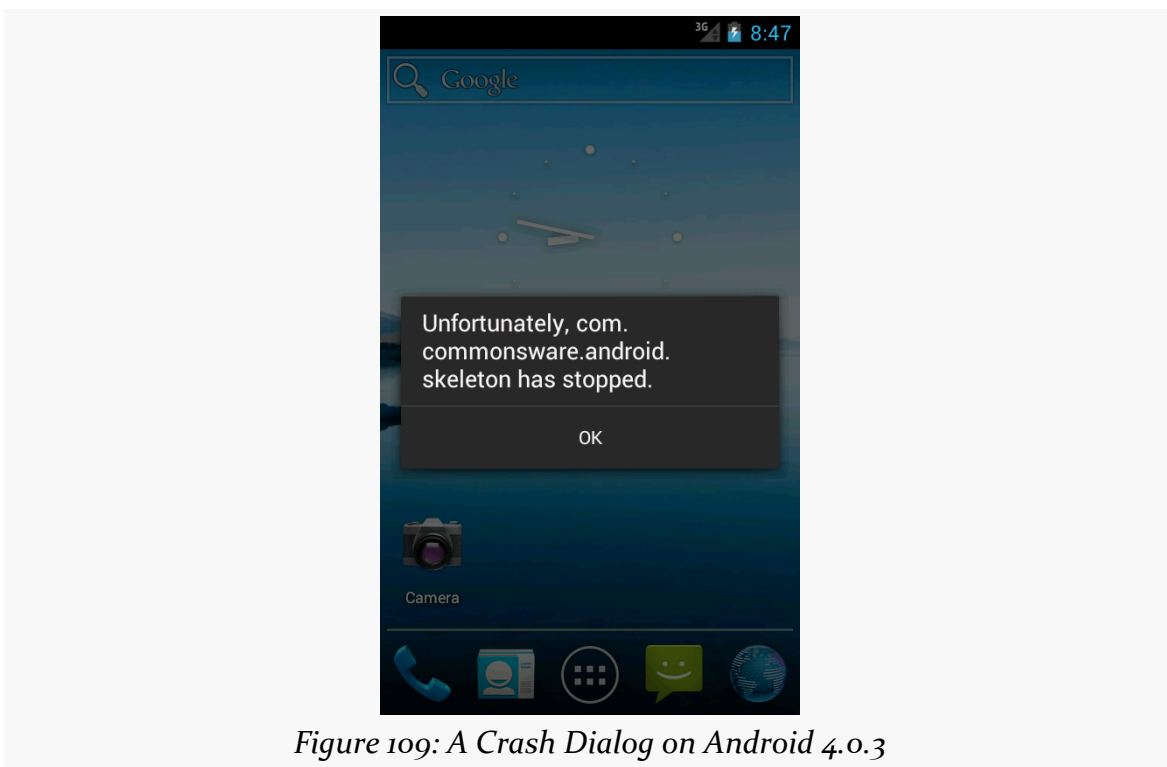 3G 8:47
Google
Unfortunately, com.
commonsware.android.
skeleton has stopped.
OK
Camera
Figure 109: A Crash Dialog on Android 4.0.3